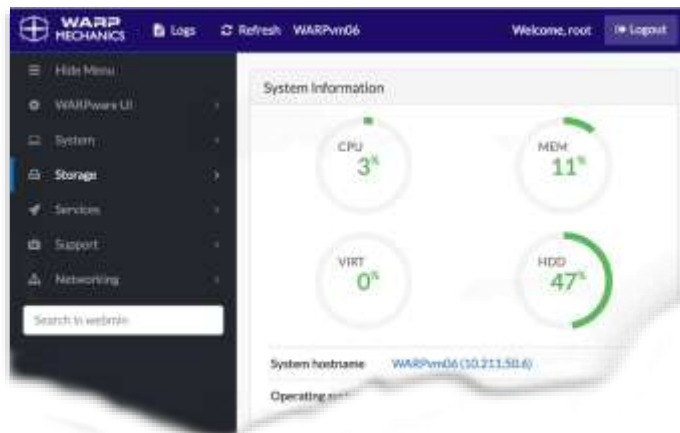 WARP
MECHANICS
Logs
Refresh
WARPvm06
Welcome, root
Logout
Hide Menu
WARPware UI
System
Storage
Services
Support
Networking
Search in webmin
System Information
CPU
3%
MEM
11%
VIRT
0%
HDD
47%
System hostname WARPvm06 (10.211.50.6)
Operating